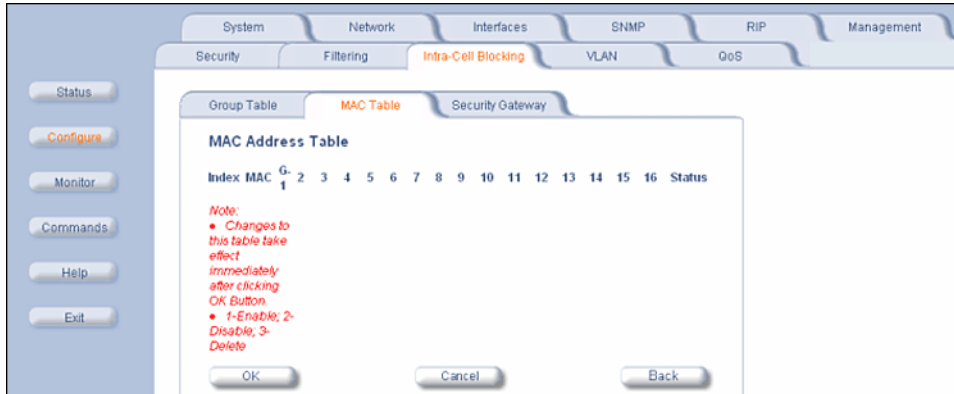 System Network Interfaces SNMP RIP Management
Security Filtering Intra-Cell Blocking VLAN QoS
Status
Configure
Monitor
Commands
Help
Exit
Group Table MAC Table Security Gateway
MAC Address Table
Index MAC G-1 2 3 4 5 6 7 8 9 10 11 12 13 14 15 16 Status
Note:
• Changes to
this table take
effect
immediately
after clicking
OK Button.
• 1-Enable; 2-
Disable; 3-
Delete
OK Cancel Back